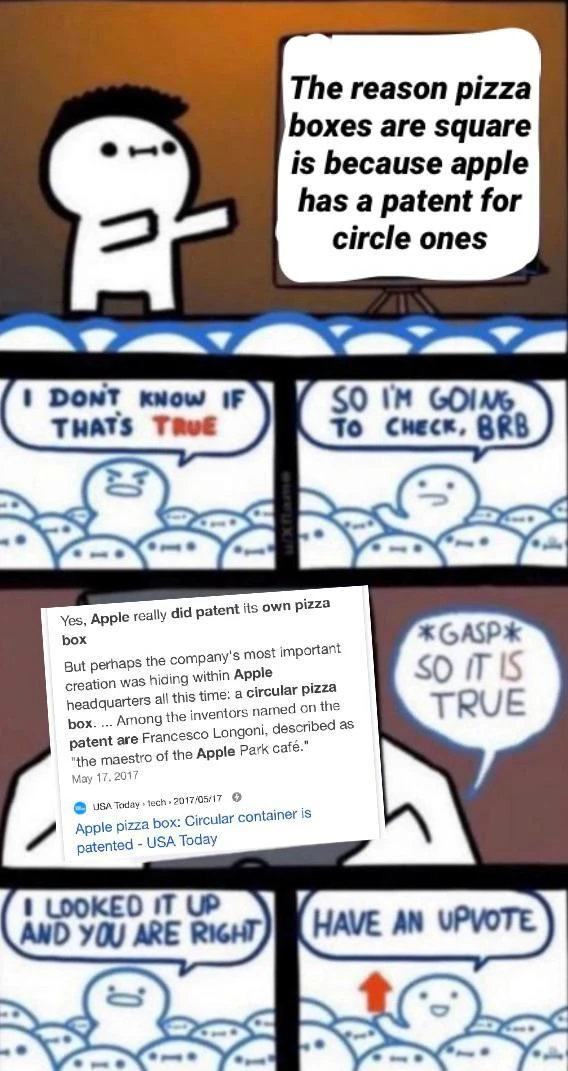 The reason pizza
boxes are square
is because apple
has a patent for
circle ones
I DON'T KNOW IF
THAT'S TRUE
SO I'M GOING
TO CHECK, BRB
u/Xflame
Yes, Apple really did patent its own pizza
box
But perhaps the company's most important
creation was hiding within Apple
headquarters all this time: a circular pizza
box. ... Among the inventors named on the
patent are Francesco Longoni, described as
"the maestro of the Apple Park café."
May 17, 2017
USA Today › tech › 2017/05/17
Apple pizza box: Circular container is
patented - USA Today
*GASP*
SO IT IS
TRUE
I LOOKED IT UP
AND YOU ARE RIGHT
HAVE AN UPVOTE